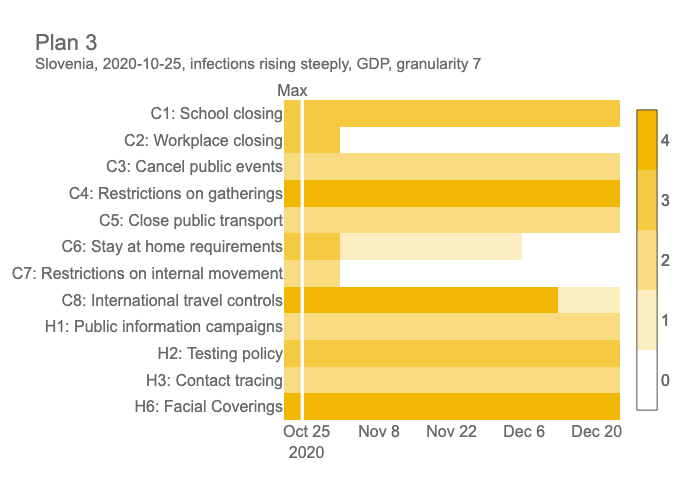 Plan 3
Slovenia, 2020-10-25, infections rising steeply, GDP, granularity 7
Max
C1: School closing
C2: Workplace closing
C3: Cancel public events
C4: Restrictions on gatherings
C5: Close public transport
C6: Stay at home requirements
C7: Restrictions on internal movement
C8: International travel controls
H1: Public information campaigns
H2: Testing policy
H3: Contact tracing
H6: Facial Coverings
Oct 25 Nov 8 Nov 22 Dec 6 Dec 20
2020
4
3
2
1
0